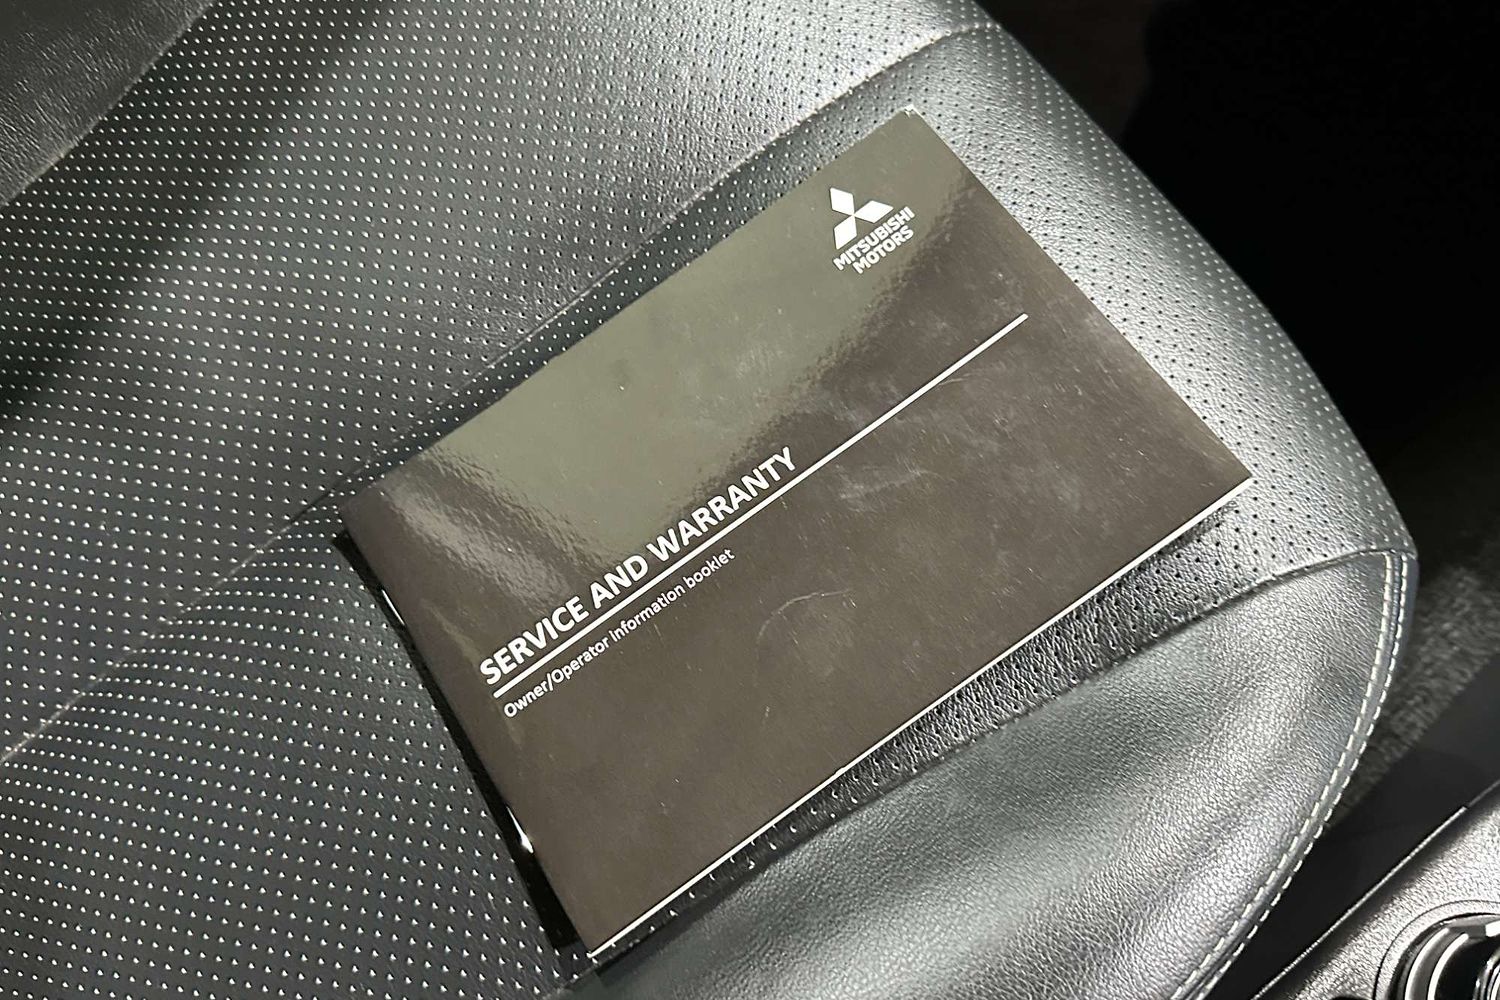 MITSUBISHI
MOTORS
SERVICE AND WARRANTY
Owner/Operator information booklet